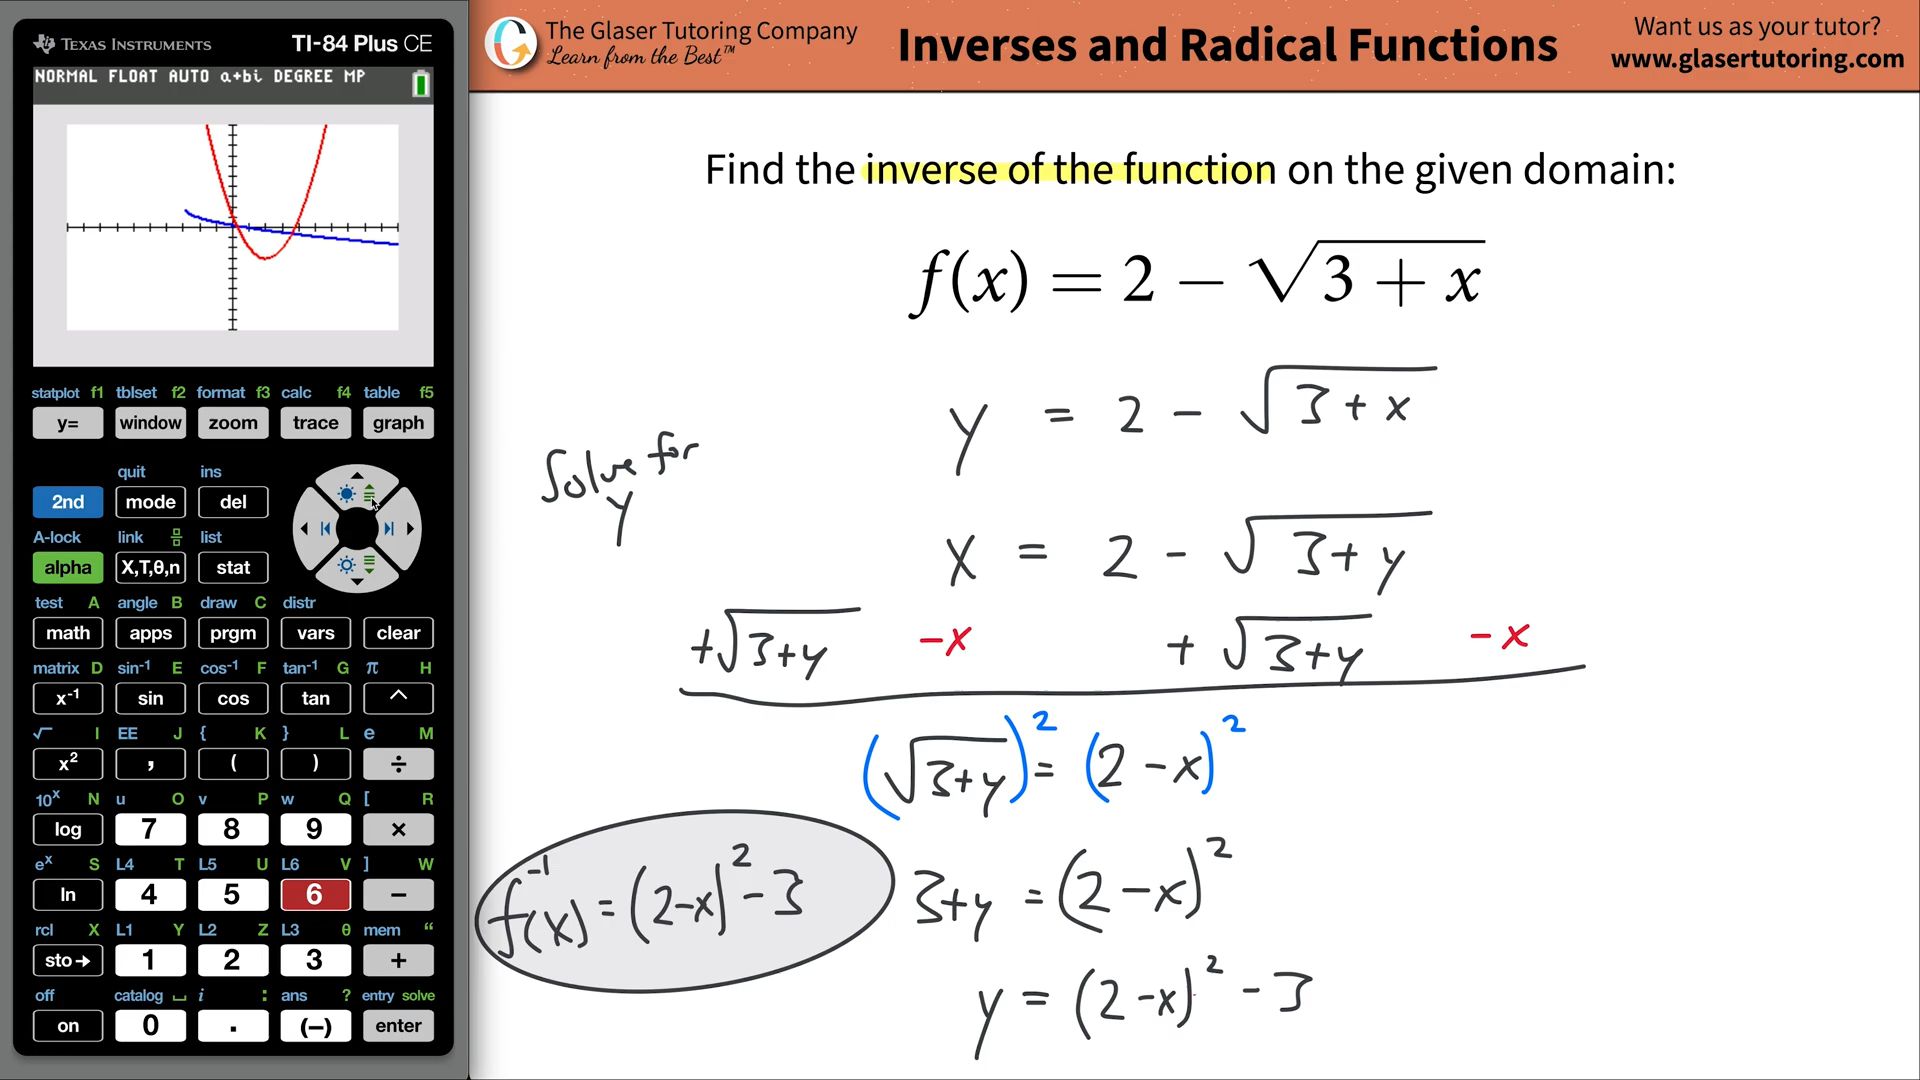 TEXAS INSTRUMENTS TI-84 Plus CE
NORMAL FLOAT AUTO a+bi DEGREE MP
statplot f1 tblset f2 format f3 calc f4 table f5
y= window zoom trace graph
quit ins
2nd mode del
A-lock link list
alpha X,T,θ,n stat
test A angle B draw C distr
math apps prgm vars clear
matrix D sin⁻¹ E cos⁻¹ F tan⁻¹ G π H
x⁻¹ sin cos tan ^
√ I EE J { K } L e M
x² , ( ) ÷
10ˣ N u O v P w Q [ R
log 7 8 9 ×
eˣ S L4 T L5 U L6 V ] W
ln 4 5 6 −
rcl X L1 Y L2 Z L3 θ mem "
sto→ 1 2 3 +
off catalog ⎵ i : ans ? entry solve
on 0 . (−) enter
The Glaser Tutoring Company
Learn from the Best™
Inverses and Radical Functions
Want us as your tutor?
www.glasertutoring.com
Find the inverse of the function on the given domain:
f(x) = 2 − √(3 + x)
y = 2 - √(3 + x)
Solve for
y
x = 2 - √(3+y)
+√(3+y) -x + √(3+y) -x
(√(3+y))² = (2-x)²
3+y = (2-x)²
f⁻¹(x) = (2-x)² - 3
y = (2-x)² - 3